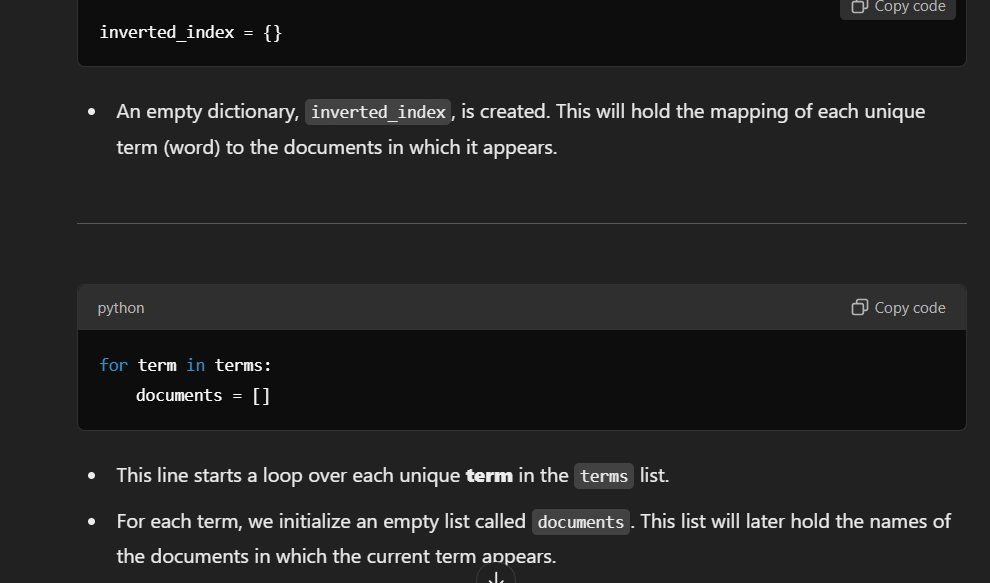 Copy code
inverted_index = {}
• An empty dictionary, inverted_index, is created. This will hold the mapping of each unique
term (word) to the documents in which it appears.
python Copy code
for term in terms:
    documents = []
• This line starts a loop over each unique term in the terms list.
• For each term, we initialize an empty list called documents. This list will later hold the names of
the documents in which the current term appears.